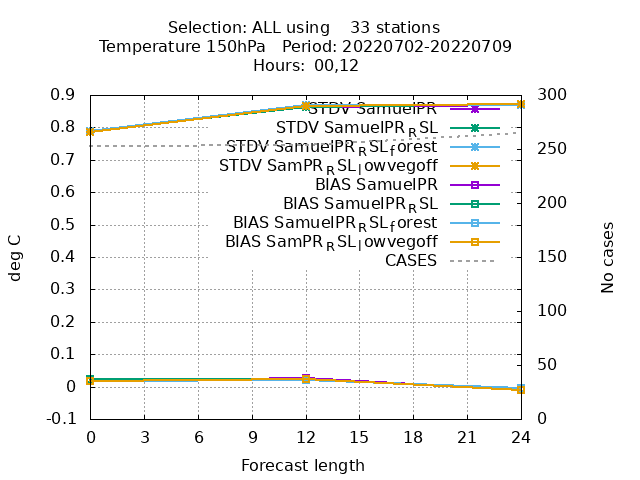 Selection: ALL using 33 stations
Temperature 150hPa Period: 20220702-20220709
Hours: 00,12
0.9
0.8
0.7
0.6
0.5
0.4
0.3
0.2
0.1
0
-0.1
deg C
300
250
200
150
100
50
0
No cases
STDV SamuelPR
STDV SamuelPR_RSL
STDV SamuelPR_RSL_forest
STDV SamPR_RSL_lowvegoff
BIAS SamuelPR
BIAS SamuelPR_RSL
BIAS SamuelPR_RSL_forest
BIAS SamPR_RSL_lowvegoff
CASES
0 3 6 9 12 15 18 21 24
Forecast length